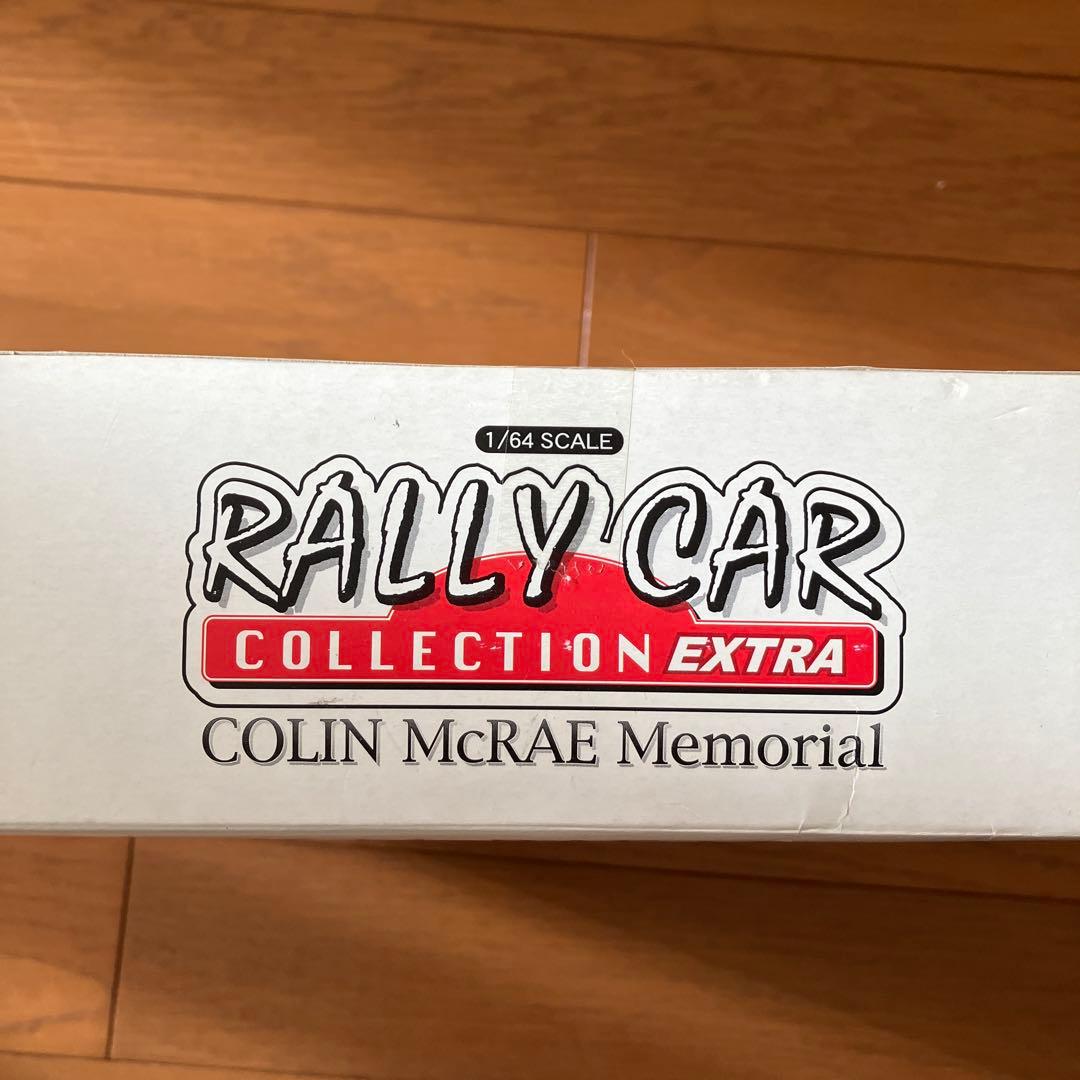 1/64 SCALE
RALLY CAR
COLLECTION EXTRA
COLIN McRAE Memorial